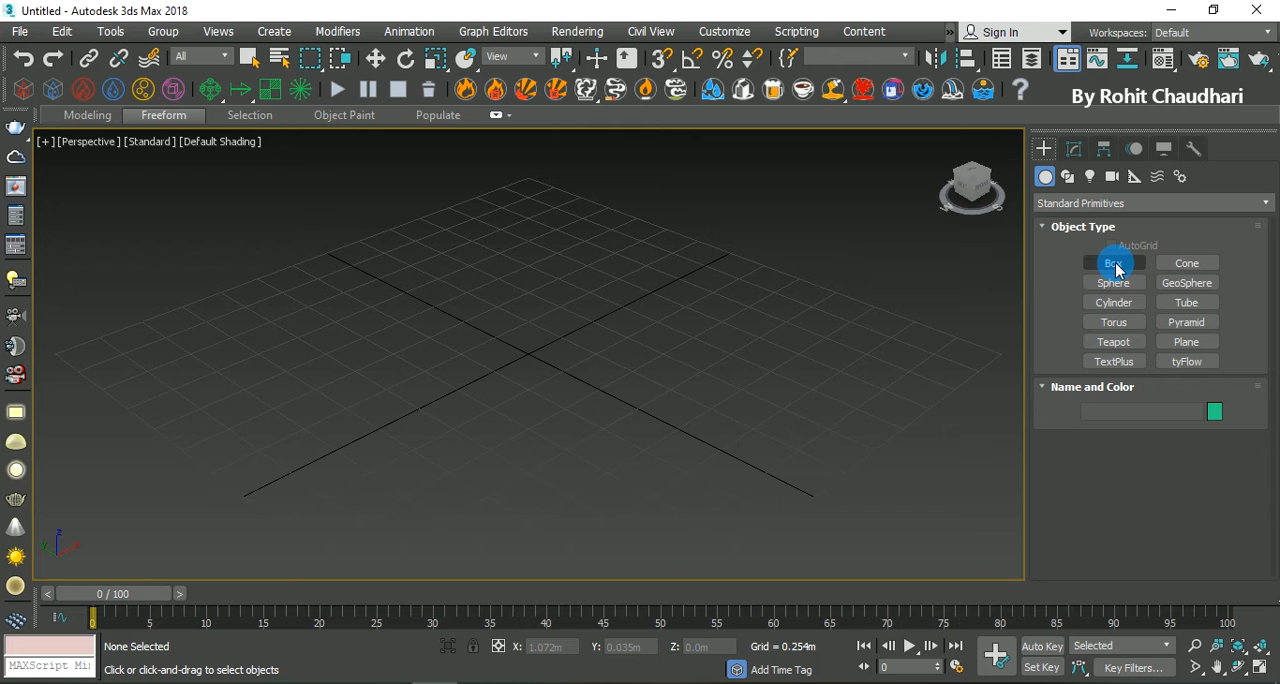 Untitled - Autodesk 3ds Max 2018
File Edit Tools Group Views Create Modifiers Animation Graph Editors Rendering Civil View Customize Scripting Content » Sign In Workspaces: Default
All View
By Rohit Chaudhari
Modeling Freeform Selection Object Paint Populate
[+] [Perspective] [Standard] [Default Shading]
Standard Primitives
Object Type
AutoGrid
Box Cone
Sphere GeoSphere
Cylinder Tube
Torus Pyramid
Teapot Plane
TextPlus tyFlow
Name and Color
z
< 0 / 100 >
0 5 10 15 20 25 30 35 40 45 50 55 60 65 70 75 80 85 90 95 100
None Selected X: 1.072m Y: 0.035m Z: 0.0m Grid = 0.254m Auto Key Selected
MAXScript Mi: Click or click-and-drag to select objects Add Time Tag 0 Set Key Key Filters...